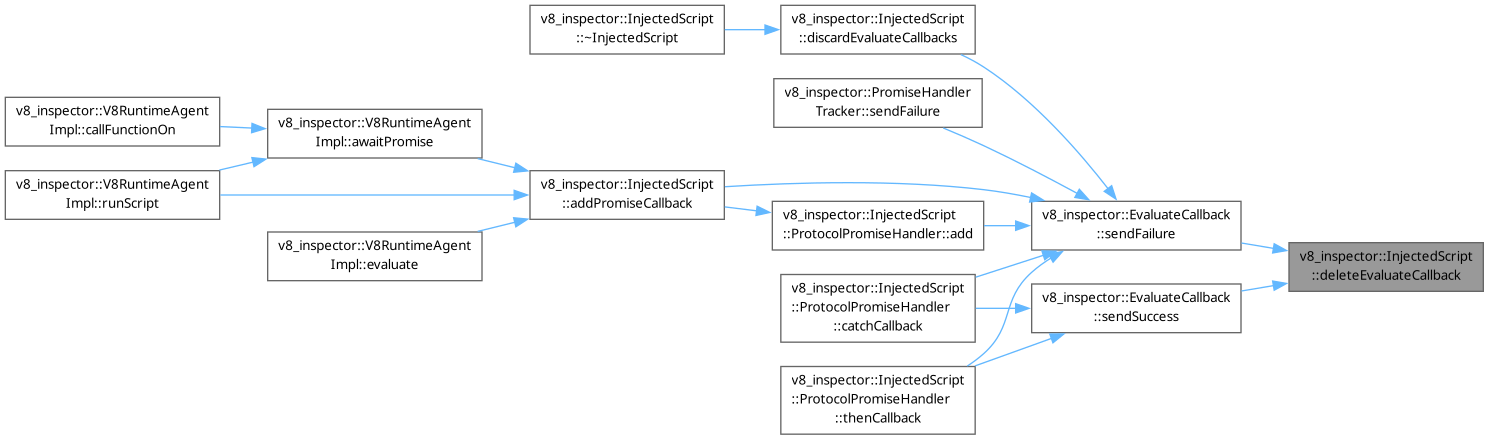 v8_inspector::InjectedScript
::~InjectedScript
v8_inspector::InjectedScript
::discardEvaluateCallbacks
v8_inspector::PromiseHandler
Tracker::sendFailure
v8_inspector::V8RuntimeAgent
Impl::callFunctionOn
v8_inspector::V8RuntimeAgent
Impl::awaitPromise
v8_inspector::V8RuntimeAgent
Impl::runScript
v8_inspector::InjectedScript
::addPromiseCallback
v8_inspector::InjectedScript
::ProtocolPromiseHandler::add
v8_inspector::EvaluateCallback
::sendFailure
v8_inspector::V8RuntimeAgent
Impl::evaluate
v8_inspector::InjectedScript
::deleteEvaluateCallback
v8_inspector::InjectedScript
::ProtocolPromiseHandler
::catchCallback
v8_inspector::EvaluateCallback
::sendSuccess
v8_inspector::InjectedScript
::ProtocolPromiseHandler
::thenCallback